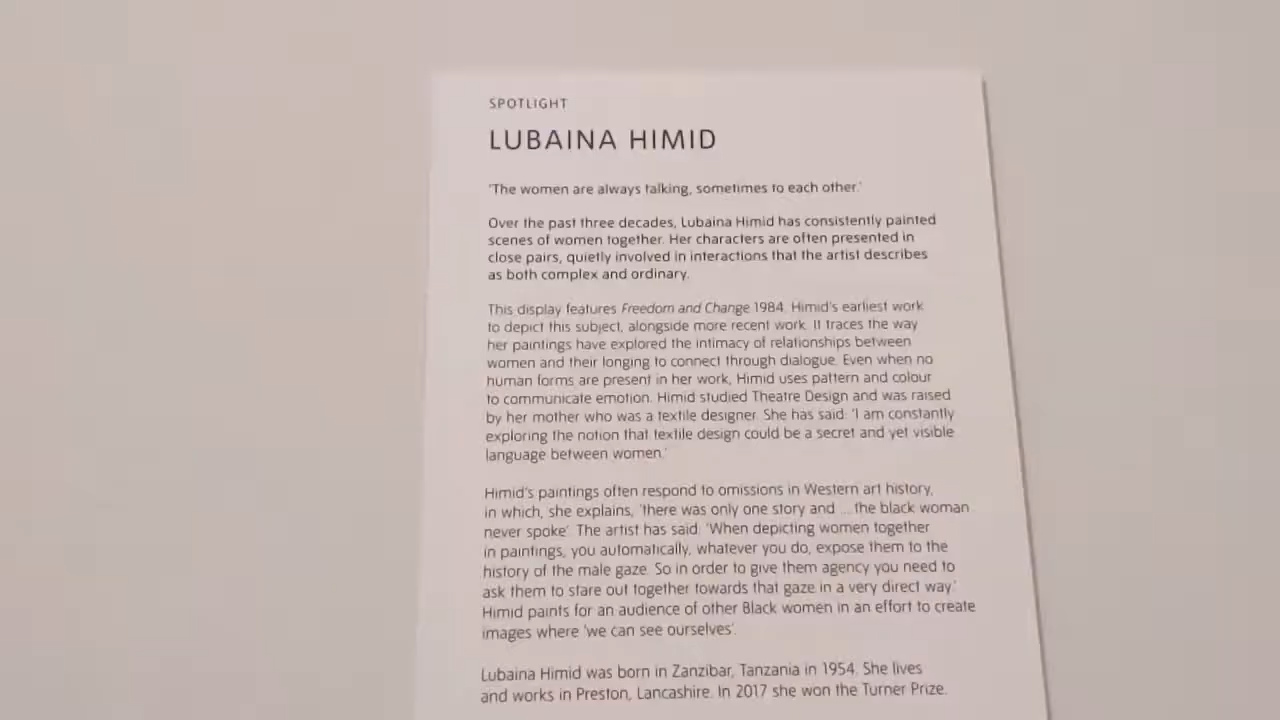 SPOTLIGHT
LUBAINA HIMID
'The women are always talking, sometimes to each other.'
Over the past three decades, Lubaina Himid has consistently painted
scenes of women together. Her characters are often presented in
close pairs, quietly involved in interactions that the artist describes
as both complex and ordinary.
This display features Freedom and Change 1984, Himid's earliest work
to depict this subject, alongside more recent work. It traces the way
her paintings have explored the intimacy of relationships between
women and their longing to connect through dialogue. Even when no
human forms are present in her work, Himid uses pattern and colour
to communicate emotion. Himid studied Theatre Design and was raised
by her mother who was a textile designer. She has said: 'I am constantly
exploring the notion that textile design could be a secret and yet visible
language between women.'
Himid's paintings often respond to omissions in Western art history,
in which, she explains, 'there was only one story and ... the black woman
never spoke'. The artist has said: 'When depicting women together
in paintings, you automatically, whatever you do, expose them to the
history of the male gaze. So in order to give them agency you need to
ask them to stare out together towards that gaze in a very direct way.'
Himid paints for an audience of other Black women in an effort to create
images where 'we can see ourselves'.
Lubaina Himid was born in Zanzibar, Tanzania in 1954. She lives
and works in Preston, Lancashire. In 2017 she won the Turner Prize.